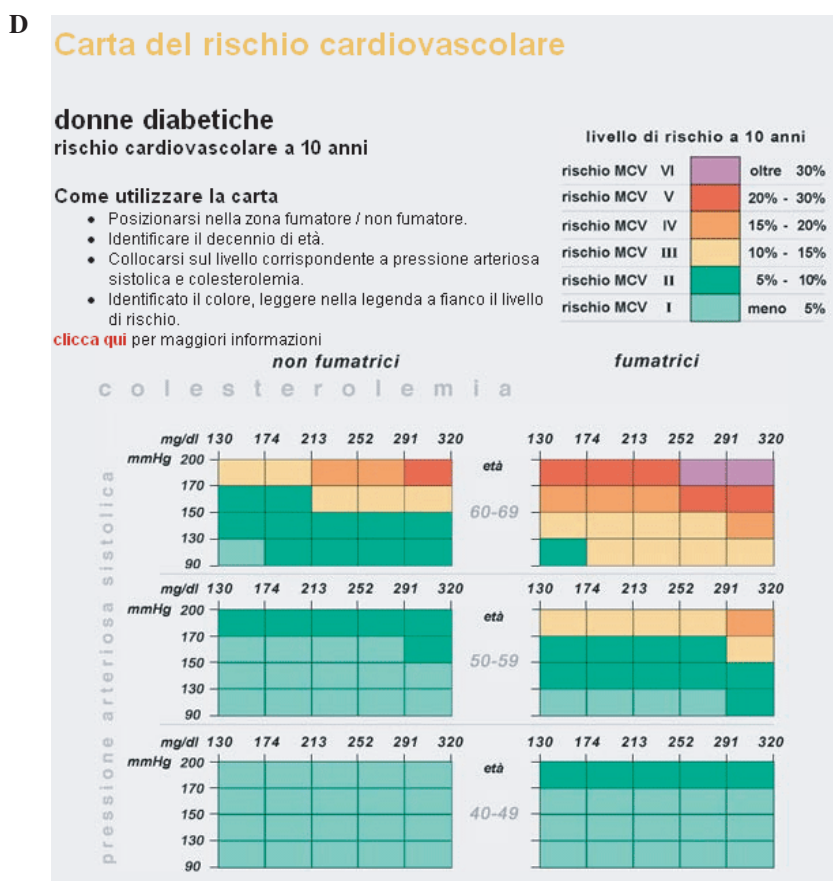 D
Carta del rischio cardiovascolare
donne diabetiche
rischio cardiovascolare a 10 anni
Come utilizzare la carta
• Posizionarsi nella zona fumatore / non fumatore.
• Identificare il decennio di età.
• Collocarsi sul livello corrispondente a pressione arteriosa
sistolica e colesterolemia.
• Identificato il colore, leggere nella legenda a fianco il livello
di rischio.
clicca qui per maggiori informazioni
livello di rischio a 10 anni
rischio MCV VI oltre 30%
rischio MCV V 20% - 30%
rischio MCV IV 15% - 20%
rischio MCV III 10% - 15%
rischio MCV II 5% - 10%
rischio MCV I meno 5%
non fumatrici fumatrici
colesterolemia
pressione arteriosa sistolica
mg/dl 130 174 213 252 291 320 130 174 213 252 291 320
mmHg 200 età
170
150 60-69
130
90
mg/dl 130 174 213 252 291 320 130 174 213 252 291 320
mmHg 200 età
170
150 50-59
130
90
mg/dl 130 174 213 252 291 320 130 174 213 252 291 320
mmHg 200 età
170
150 40-49
130
90